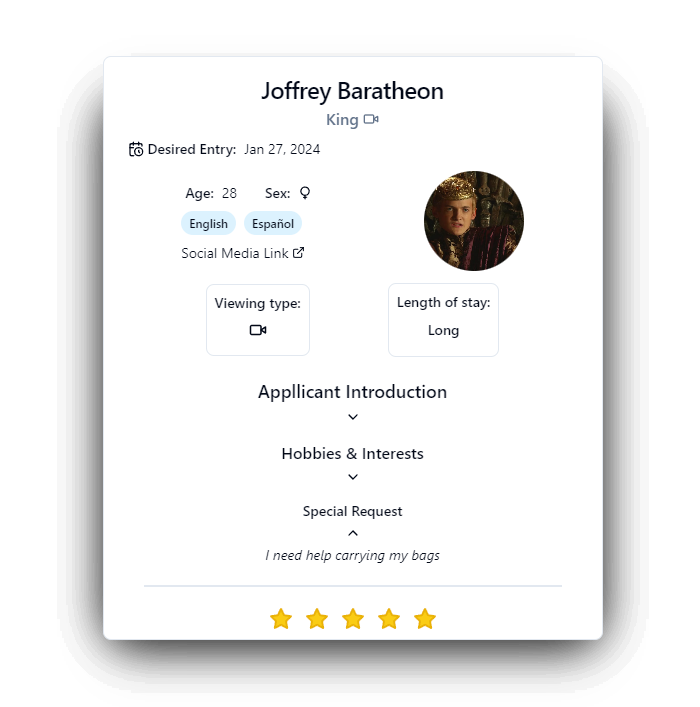 Joffrey Baratheon
King
Desired Entry: Jan 27, 2024
Age: 28 Sex: ♀
English Español
Social Media Link
Viewing type:
Length of stay:
Long
Appllicant Introduction
Hobbies & Interests
Special Request
I need help carrying my bags